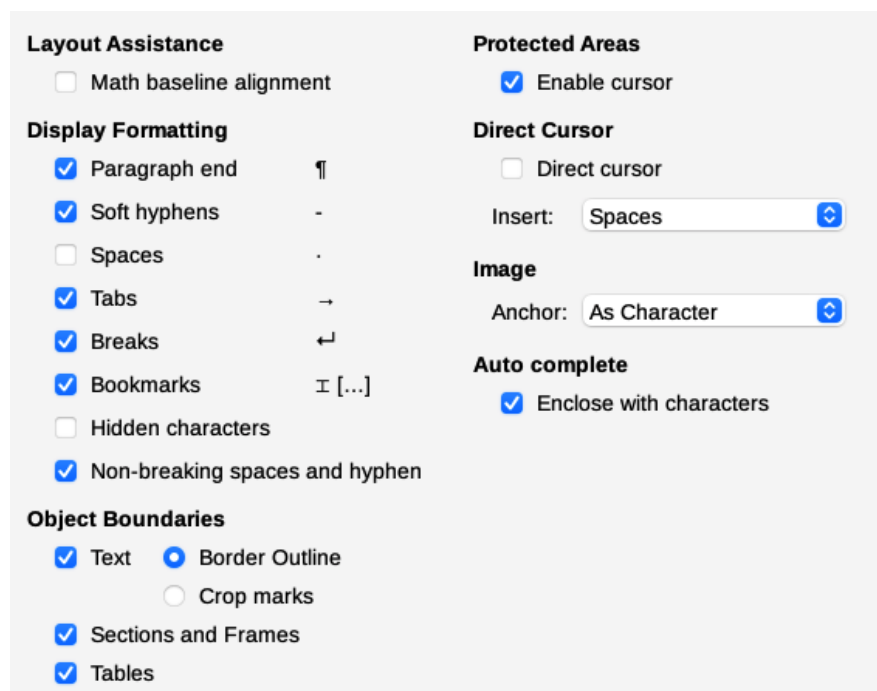 Layout Assistance
Math baseline alignment
Display Formatting
Paragraph end ¶
Soft hyphens -
Spaces ·
Tabs →
Breaks ↵
Bookmarks ⌶ [...]
Hidden characters
Non-breaking spaces and hyphen
Object Boundaries
Text Border Outline
Crop marks
Sections and Frames
Tables
Protected Areas
Enable cursor
Direct Cursor
Direct cursor
Insert: Spaces
Image
Anchor: As Character
Auto complete
Enclose with characters